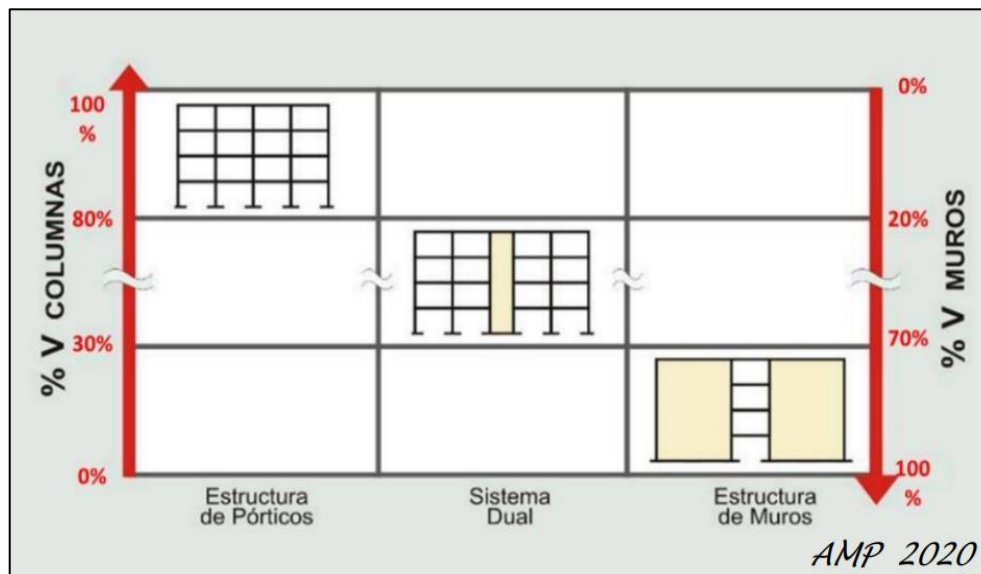 100
%
80%
30%
0%
% V COLUMNAS
0%
20%
70%
100
%
% V MUROS
Estructura
de Pórticos
Sistema
Dual
Estructura
de Muros
AMP 2020